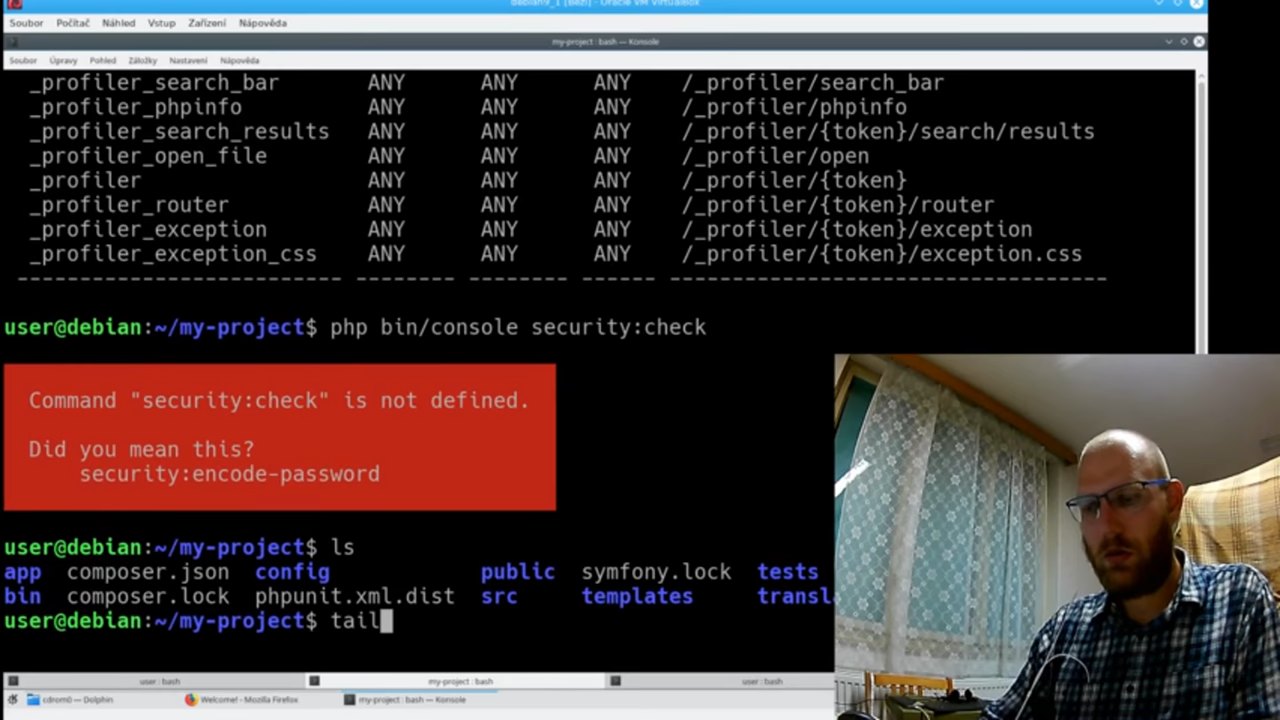 debian9_1 [Běží] - Oracle VM VirtualBox
Soubor Počítač Náhled Vstup Zařízení Nápověda
my-project : bash — Konsole
Soubor Úpravy Pohled Záložky Nastavení Nápověda
_profiler_search_bar ANY ANY ANY /_profiler/search_bar
_profiler_phpinfo ANY ANY ANY /_profiler/phpinfo
_profiler_search_results ANY ANY ANY /_profiler/{token}/search/results
_profiler_open_file ANY ANY ANY /_profiler/open
_profiler ANY ANY ANY /_profiler/{token}
_profiler_router ANY ANY ANY /_profiler/{token}/router
_profiler_exception ANY ANY ANY /_profiler/{token}/exception
_profiler_exception_css ANY ANY ANY /_profiler/{token}/exception.css
-------------------------- -------- -------- ------ -----------------------------------
user@debian:~/my-project$ php bin/console security:check
Command "security:check" is not defined.
Did you mean this?
security:encode-password
user@debian:~/my-project$ ls
app composer.json config public symfony.lock tests
bin composer.lock phpunit.xml.dist src templates transl
user@debian:~/my-project$ tail
user : bash my-project : bash user : bash
cdrom0 — Dolphin Welcome! - Mozilla Firefox my-project : bash — Konsole